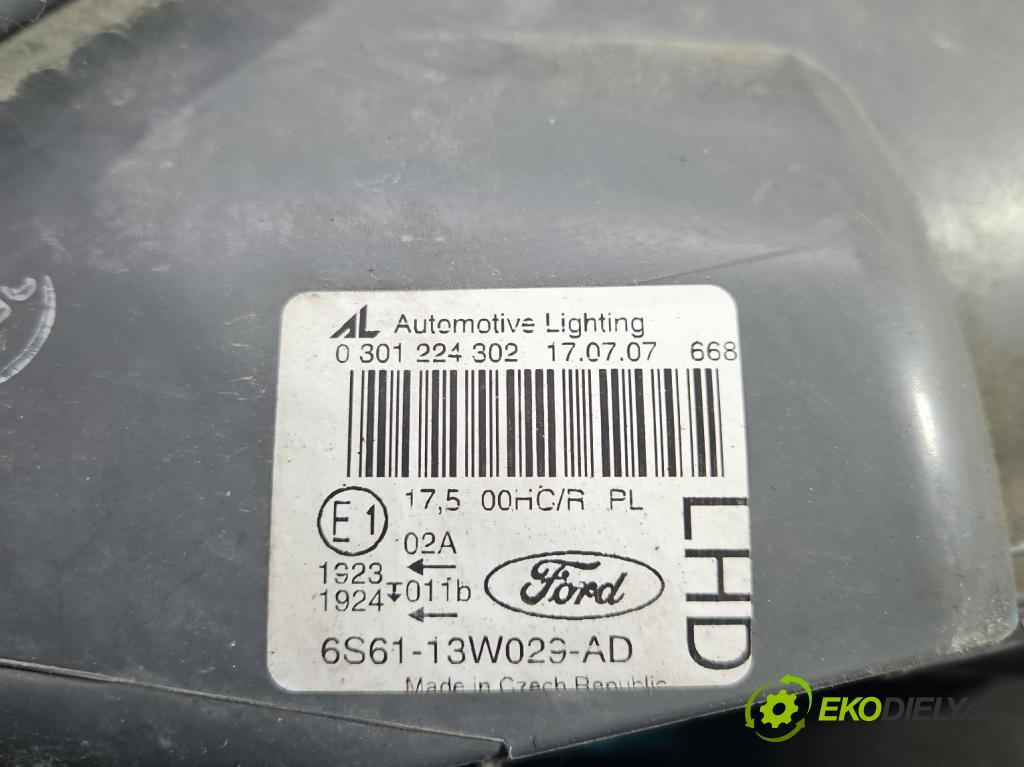 AL Automotive Lighting
0 301 224 302 17.07.07 668
17,5 00HC/R PL
E1
02A
1923
1924 011b
Ford
LHD
6S61-13W029-AD
Made in Czech Republic
EKODIELY